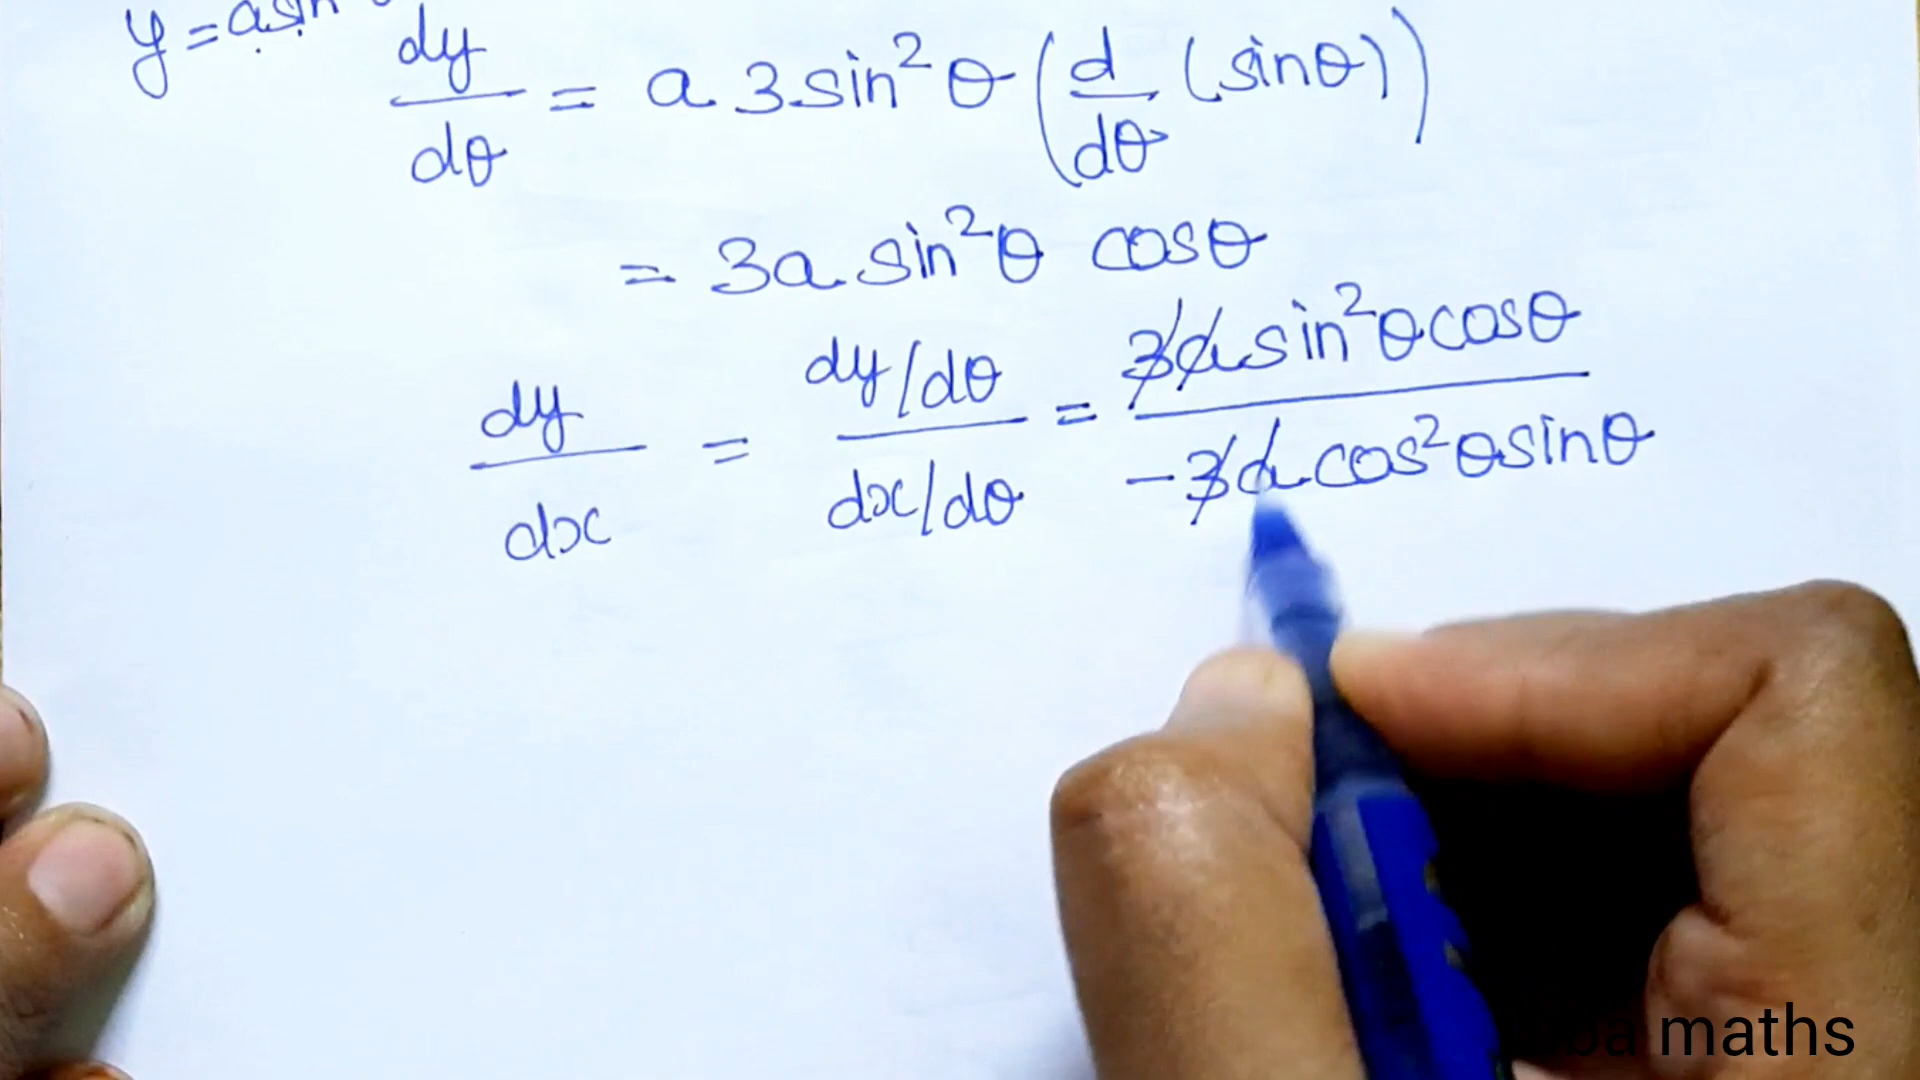 y = a sin
dy/dθ = a 3 sin²θ (d/dθ (sinθ))
= 3a sin²θ cosθ
dy/dx = dy/dθ / dx/dθ = 3a sin²θ cosθ / -3a cos²θ sinθ
maths